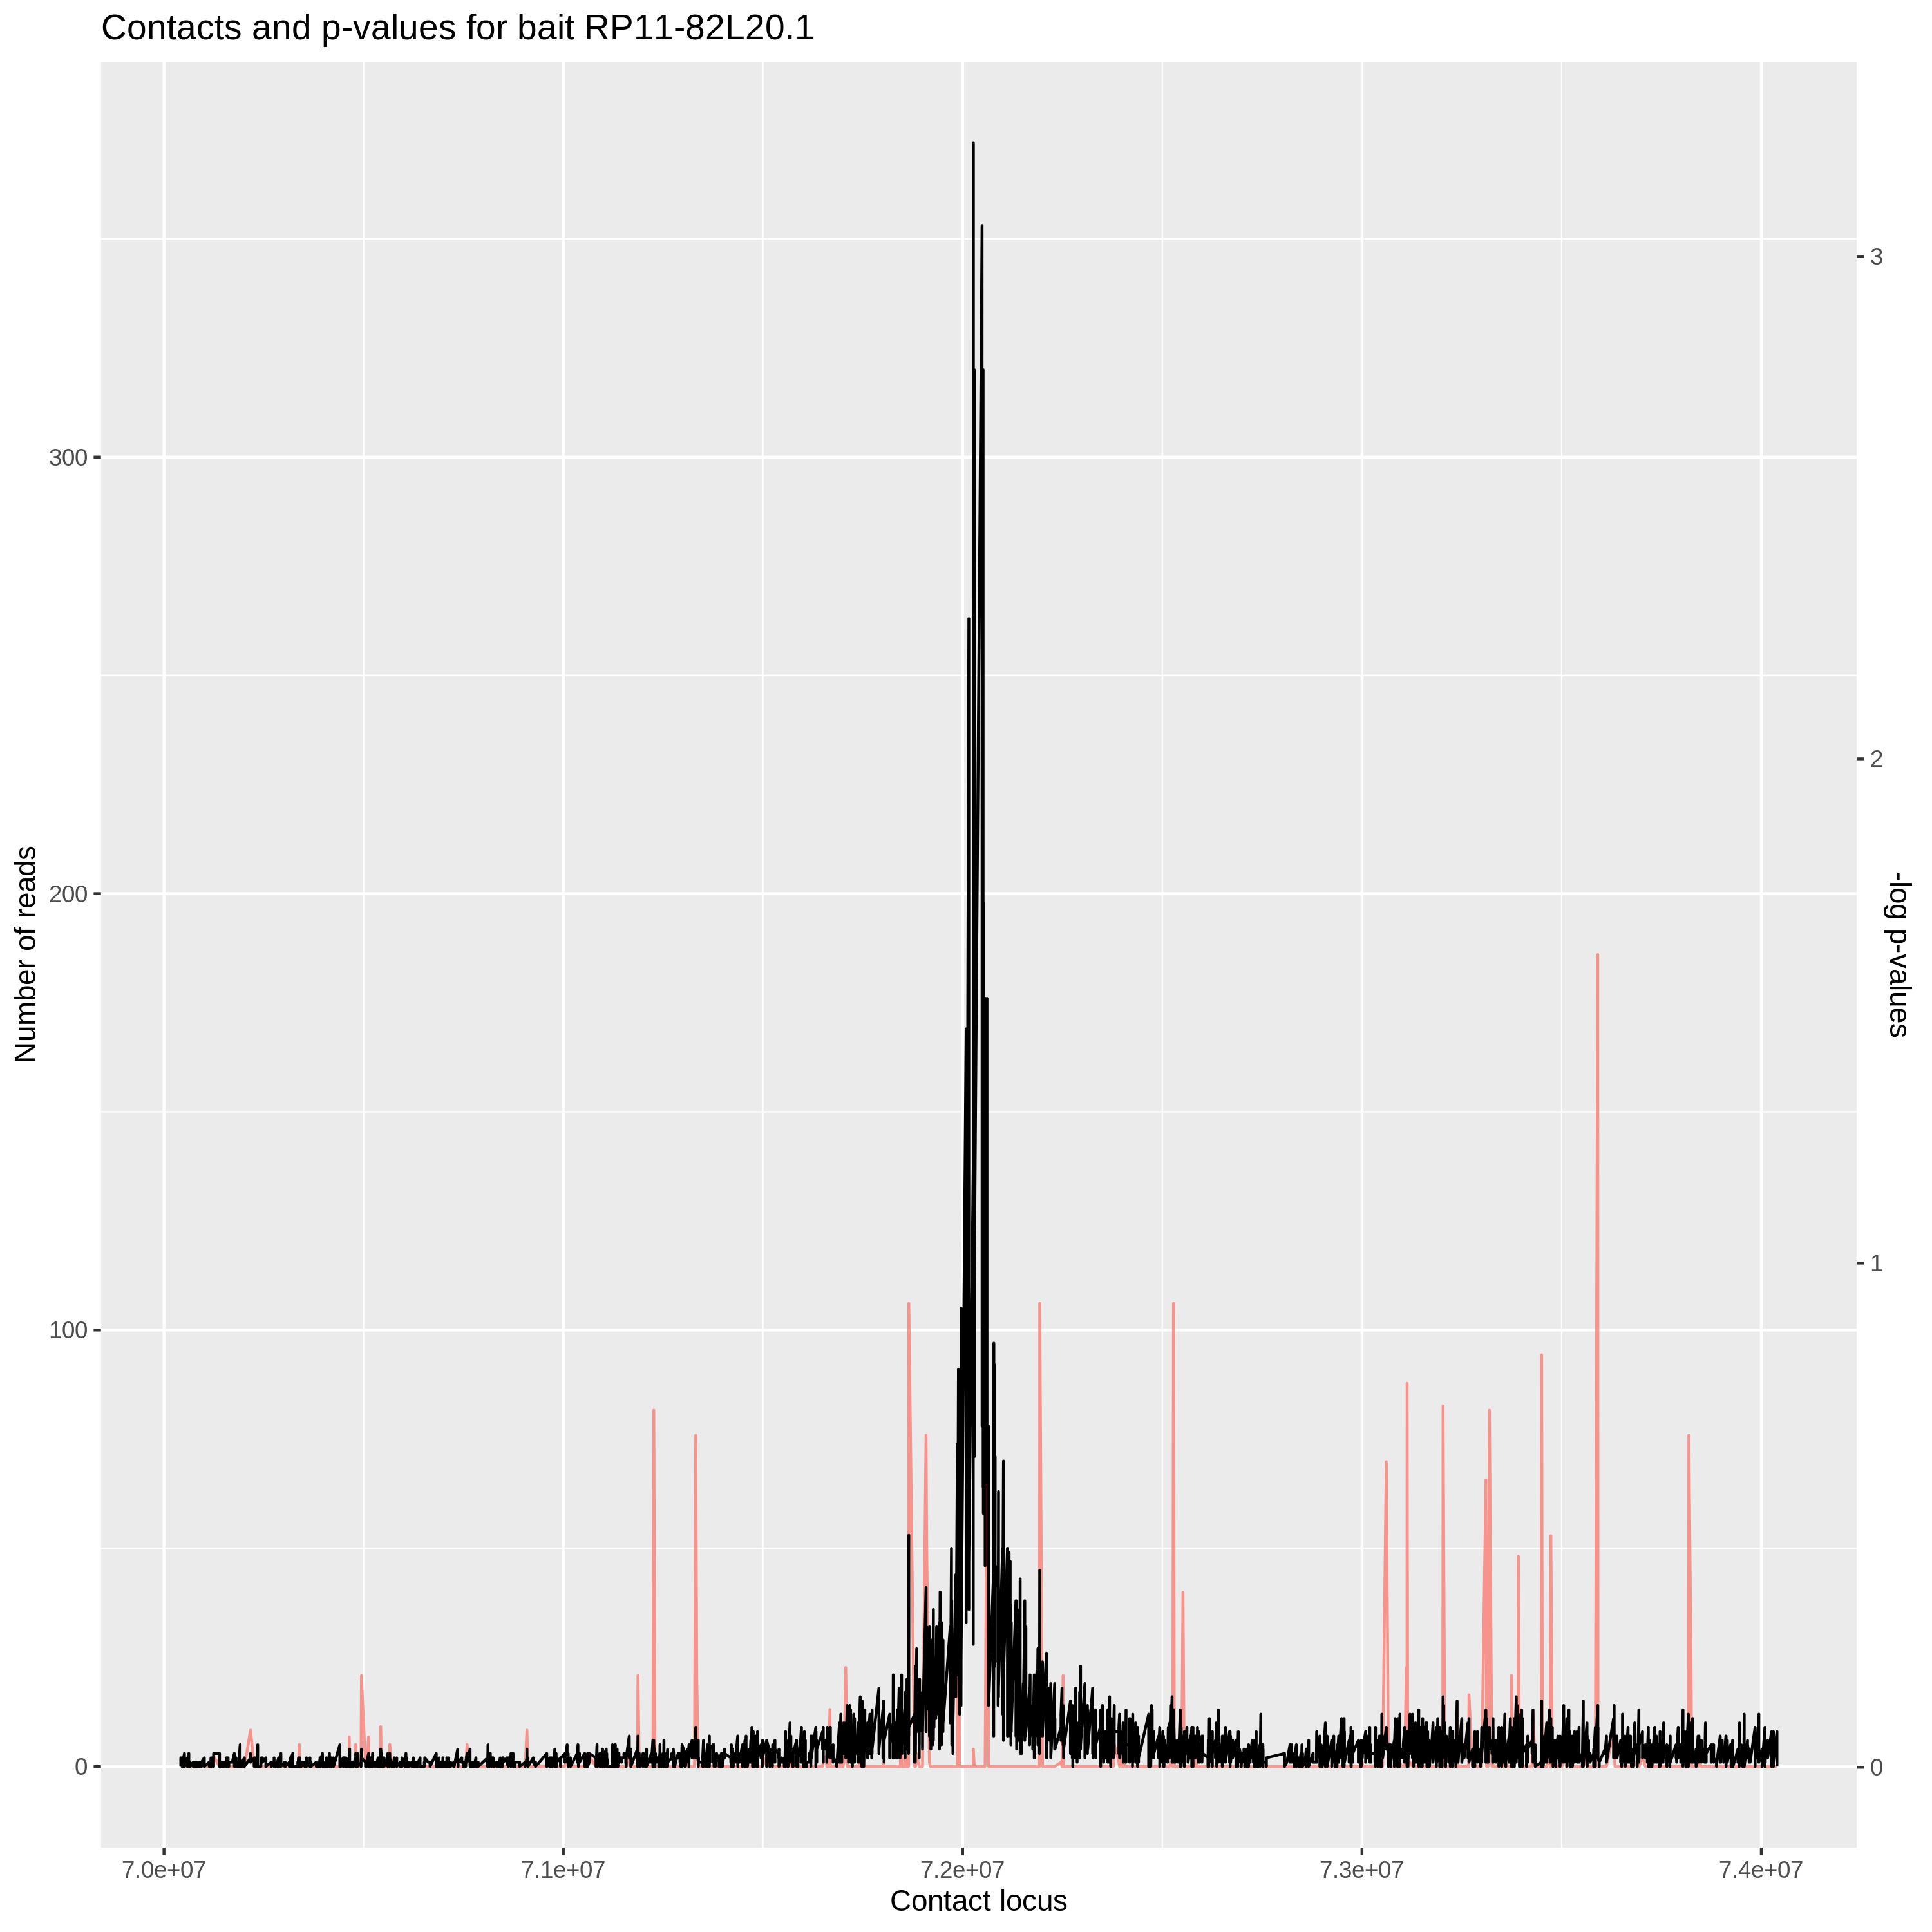 Contacts and p-values for bait RP11-82L20.1
Number of reads
300
200
100
0
-log p-values
3
2
1
0
7.0e+07
7.1e+07
7.2e+07
7.3e+07
7.4e+07
Contact locus